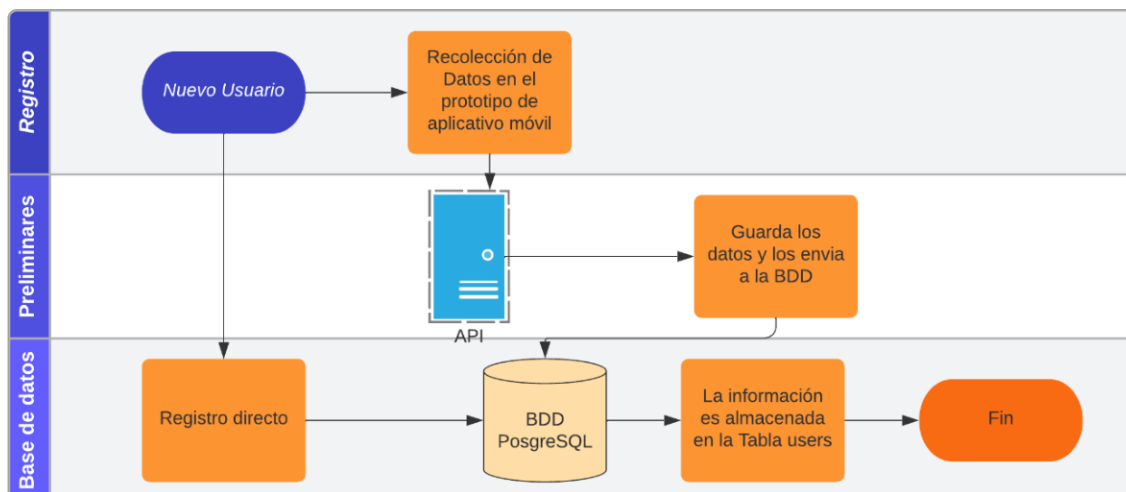 Registro
Nuevo Usuario
Recolección de
Datos en el
prototipo de
aplicativo móvil
Preliminares
API
Guarda los
datos y los envia
a la BDD
Base de datos
Registro directo
BDD
PosgreSQL
La información
es almacenada
en la Tabla users
Fin